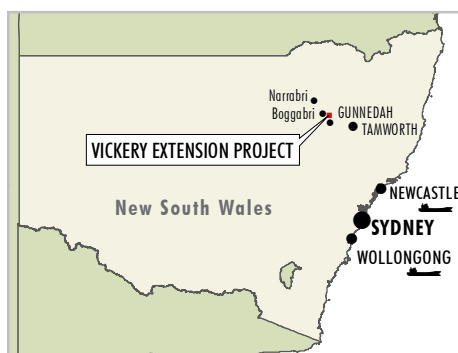 Narrabri
Boggabri
GUNNEDAH
TAMWORTH
VICKERY EXTENSION PROJECT
NEWCASTLE
New South Wales
SYDNEY
WOLLONGONG